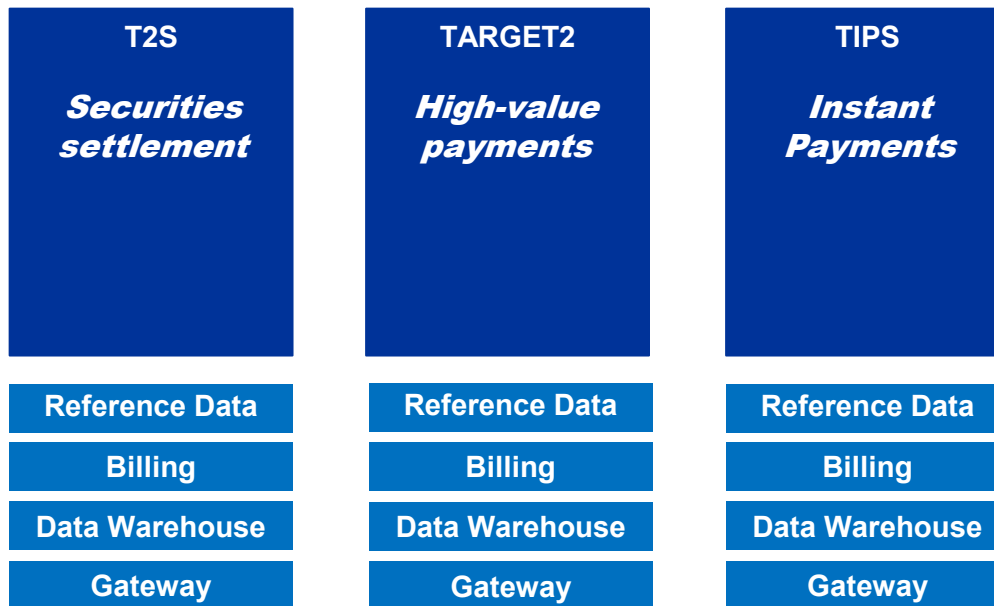 T2S
Securities
settlement
TARGET2
High-value
payments
TIPS
Instant
Payments
Reference Data
Reference Data
Reference Data
Billing
Billing
Billing
Data Warehouse
Data Warehouse
Data Warehouse
Gateway
Gateway
Gateway